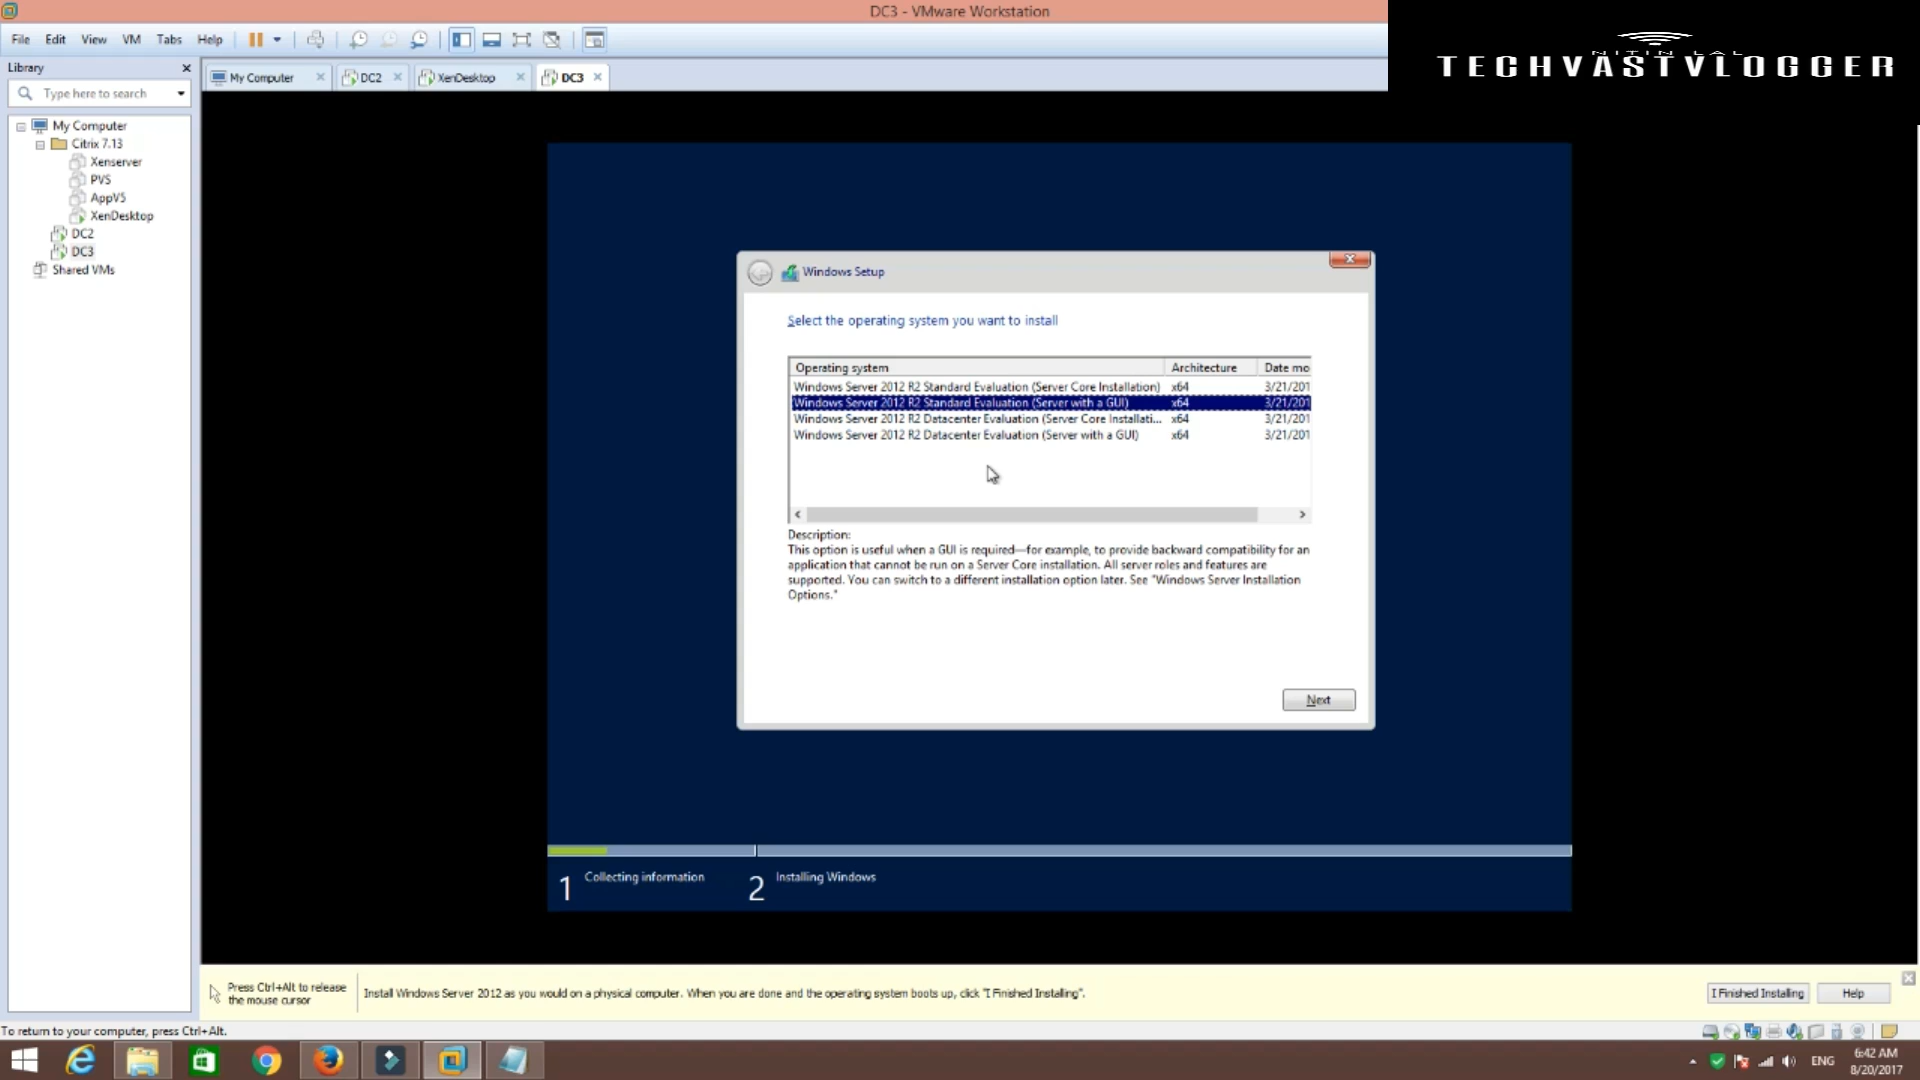 DC3 - VMware Workstation
File Edit View VM Tabs Help
NITIN LAL
TECHVASTVLOGGER
Library
Type here to search
My Computer
Citrix 7.13
Xenserver
PVS
AppV5
XenDesktop
DC2
DC3
Shared VMs
My Computer DC2 XenDesktop DC3
Windows Setup
Select the operating system you want to install
Operating system Architecture Date mo
Windows Server 2012 R2 Standard Evaluation (Server Core Installation) x64 3/21/201
Windows Server 2012 R2 Standard Evaluation (Server with a GUI) x64 3/21/201
Windows Server 2012 R2 Datacenter Evaluation (Server Core Installati... x64 3/21/201
Windows Server 2012 R2 Datacenter Evaluation (Server with a GUI) x64 3/21/201
Description:
This option is useful when a GUI is required—for example, to provide backward compatibility for an
application that cannot be run on a Server Core installation. All server roles and features are
supported. You can switch to a different installation option later. See "Windows Server Installation
Options."
Next
1 Collecting information 2 Installing Windows
Press Ctrl+Alt to release
the mouse cursor
Install Windows Server 2012 as you would on a physical computer. When you are done and the operating system boots up, click "I Finished Installing".
I Finished Installing Help
To return to your computer, press Ctrl+Alt.
ENG
6:42 AM
8/20/2017